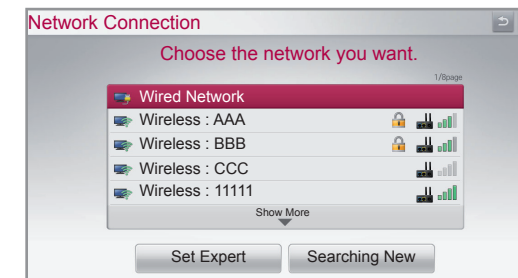 Network Connection
Choose the network you want.
1/8page
Wired Network
Wireless : AAA
Wireless : BBB
Wireless : CCC
Wireless : 11111
Show More
Set Expert Searching New